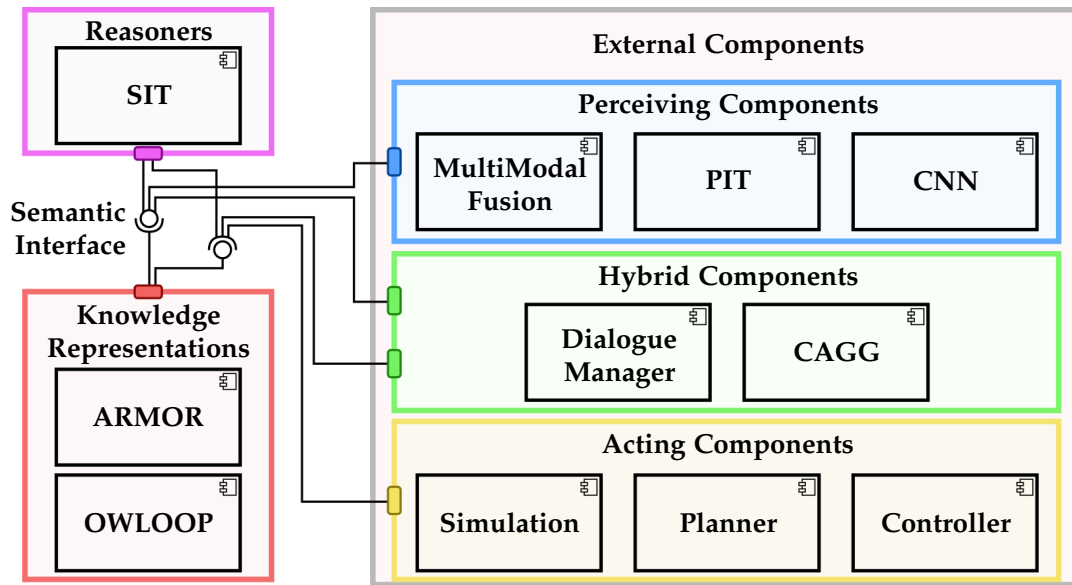 Reasoners
SIT
Semantic
Interface
Knowledge
Representations
ARMOR
OWLOOP
External Components
Perceiving Components
MultiModal
Fusion
PIT
CNN
Hybrid Components
Dialogue
Manager
CAGG
Acting Components
Simulation
Planner
Controller